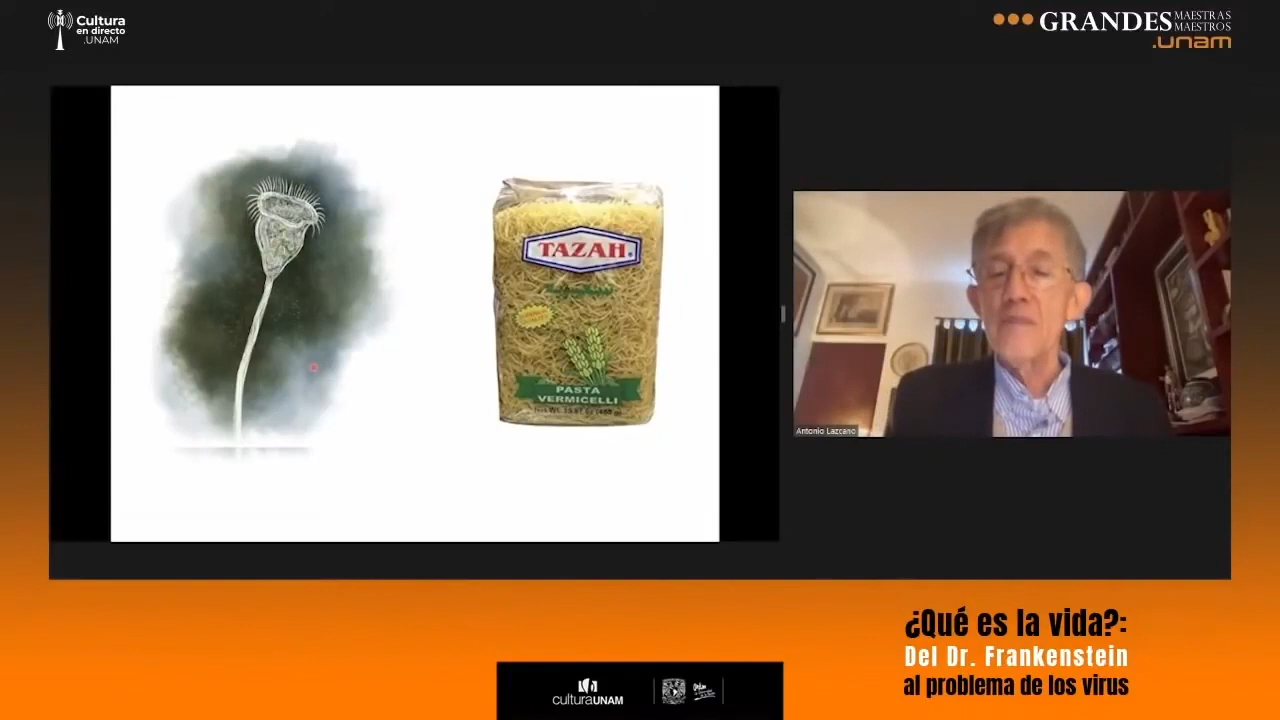 Cultura
en directo
.UNAM
GRANDES MAESTRAS
MAESTROS
.unam
TAZAH
PASTA
VERMICELLI
Antonio Lazcano
¿Qué es la vida?:
Del Dr. Frankenstein
al problema de los virus
culturaUNAM